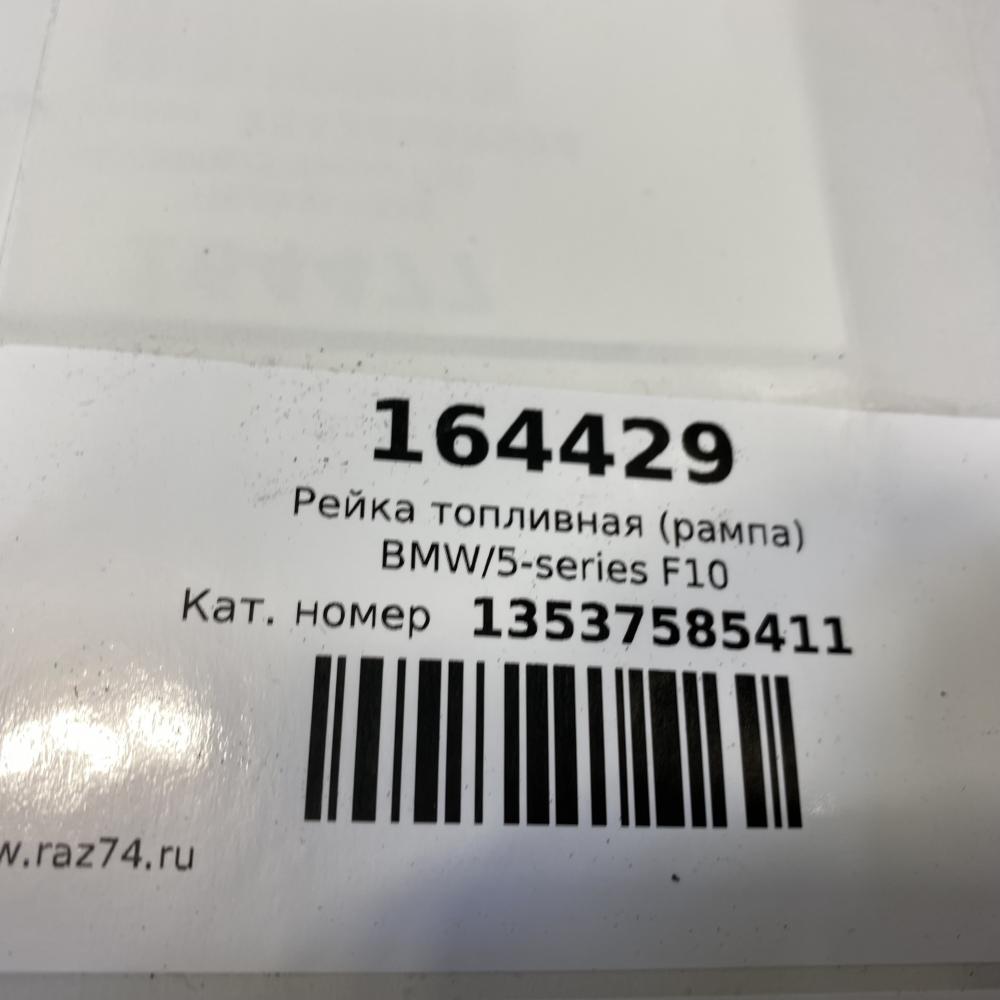 164429
Рейка топливная (рампа)
BMW/5-series F10
Кат. номер 13537585411
w.raz74.ru